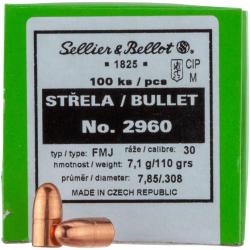 Sellier & Bellot
• 1825 •
100 ks / pcs
CIP
M
STŘELA / BULLET
No. 2960
typ / type: FMJ ráže / calibre: 30
hmotnost / weight: 7,1 g/110 grs
průměr / diameter: 7,85/.308
MADE IN CZECH REPUBLIC